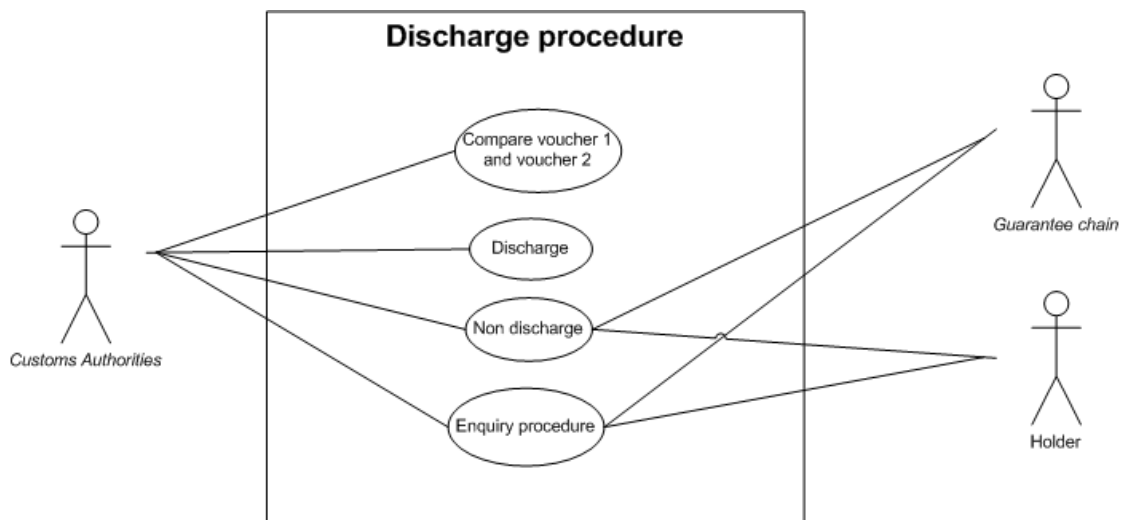 Discharge procedure
Compare voucher 1
and voucher 2
Guarantee chain
Discharge
Non discharge
Customs Authorities
Enquiry procedure
Holder